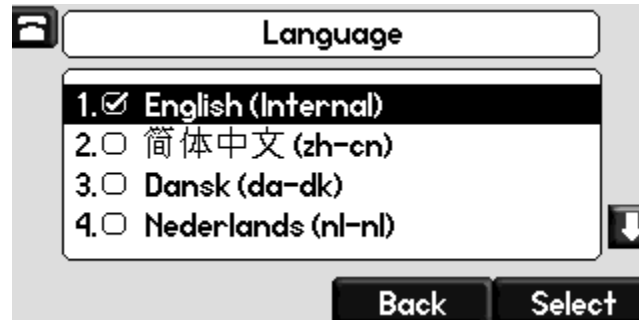 Language
1. English (Internal)
2. 简体中文 (zh-cn)
3. Dansk (da-dk)
4. Nederlands (nl-nl)
Back Select